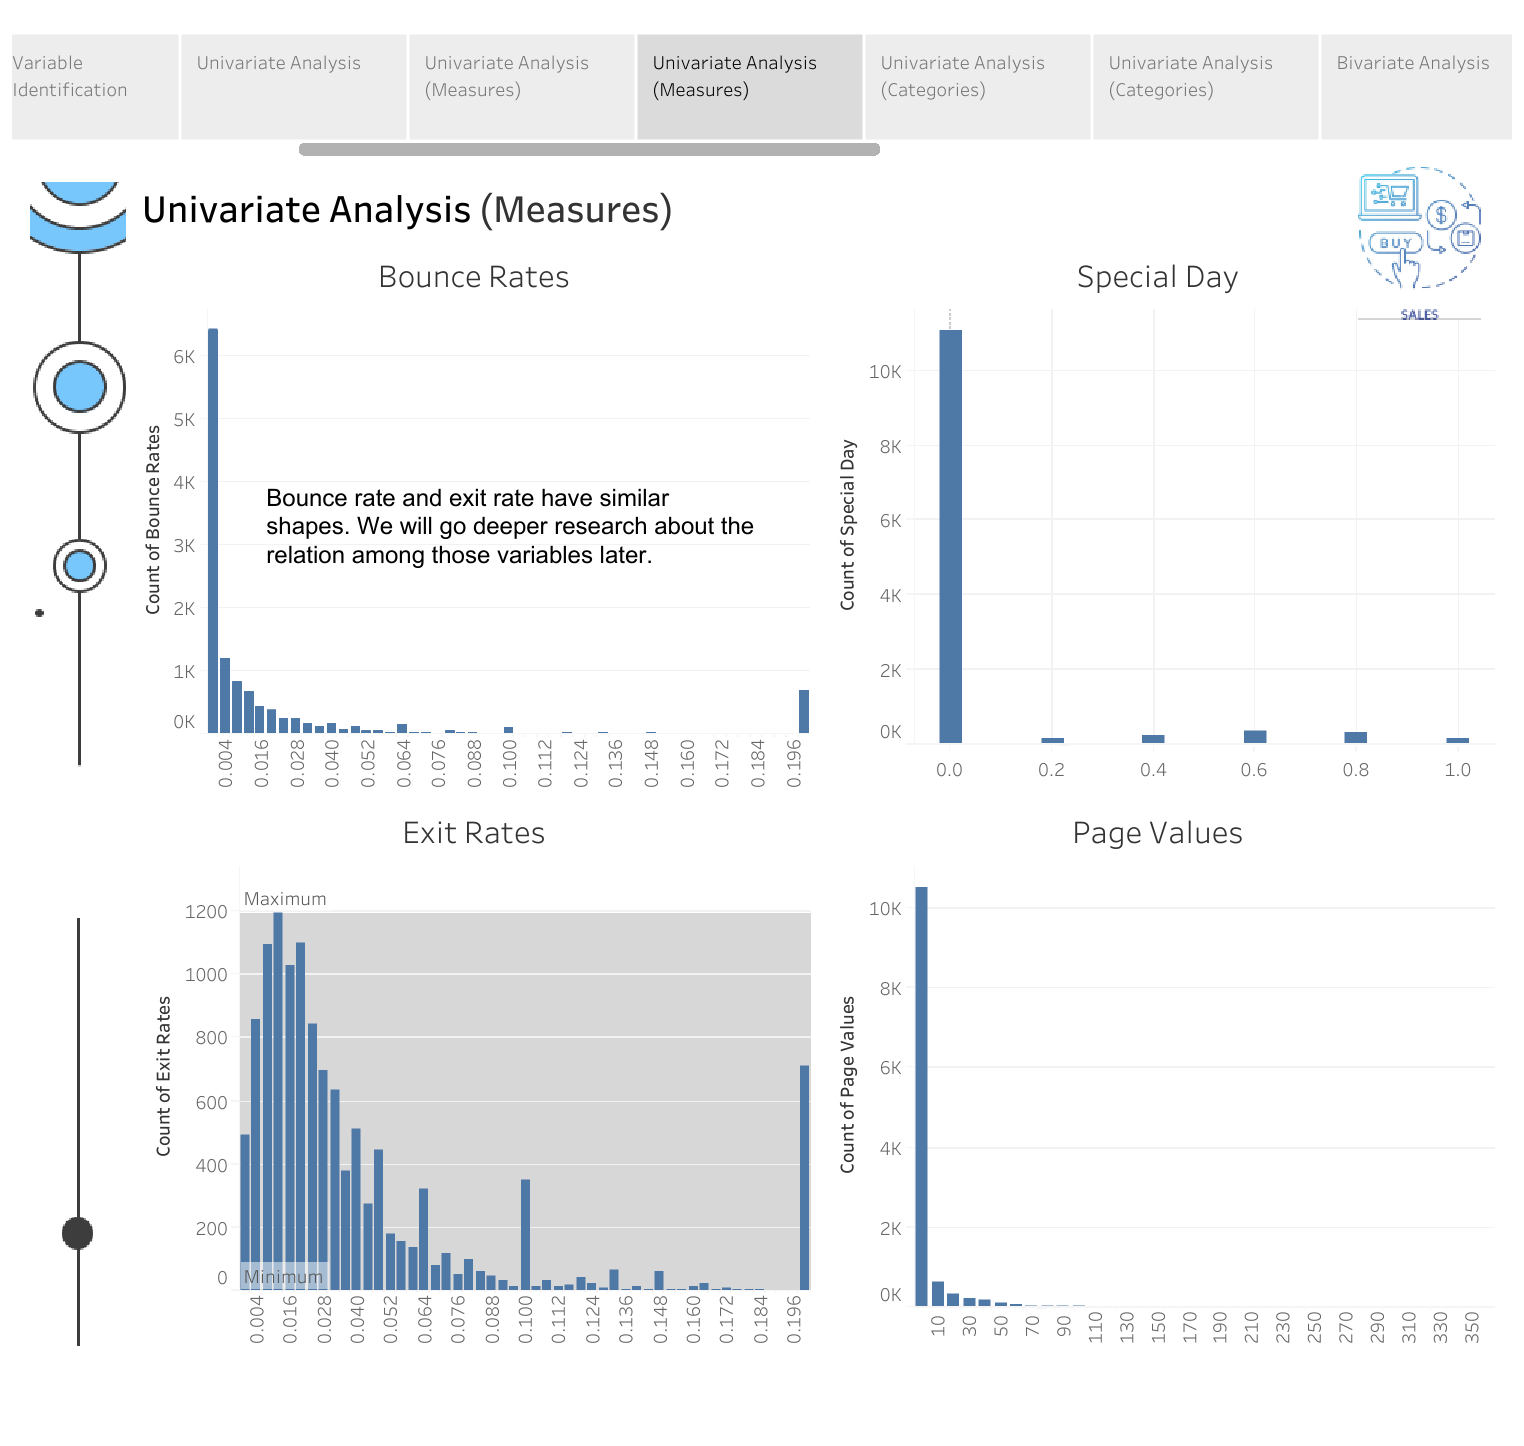 Variable
Identification
Univariate Analysis
Univariate Analysis
(Measures)
Univariate Analysis
(Measures)
Univariate Analysis
(Categories)
Univariate Analysis
(Categories)
Bivariate Analysis
Univariate Analysis (Measures)
$
BUY
SALES
Bounce Rates
Count of Bounce Rates
6K
5K
4K
3K
2K
1K
0K
Bounce rate and exit rate have similar
shapes. We will go deeper research about the
relation among those variables later.
0.004
0.016
0.028
0.040
0.052
0.064
0.076
0.088
0.100
0.112
0.124
0.136
0.148
0.160
0.172
0.184
0.196
Special Day
Count of Special Day
10K
8K
6K
4K
2K
0K
0.0 0.2 0.4 0.6 0.8 1.0
Exit Rates
Count of Exit Rates
Maximum
1200
1000
800
600
400
200
0
Minimum
0.004
0.016
0.028
0.040
0.052
0.064
0.076
0.088
0.100
0.112
0.124
0.136
0.148
0.160
0.172
0.184
0.196
Page Values
Count of Page Values
10K
8K
6K
4K
2K
0K
10
30
50
70
90
110
130
150
170
190
210
230
250
270
290
310
330
350